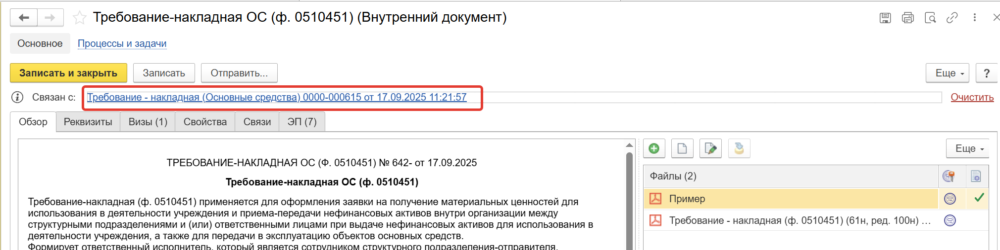 Требование-накладная ОС (ф. 0510451) (Внутренний документ)
Основное Процессы и задачи
Записать и закрыть Записать Отправить... Еще ?
Связан с: Требование - накладная (Основные средства) 0000-000615 от 17.09.2025 11:21:57 Очистить
Обзор Реквизиты Визы (1) Свойства Связи ЭП (7)
Еще
ТРЕБОВАНИЕ-НАКЛАДНАЯ ОС (Ф. 0510451) № 642- от 17.09.2025
Требование-накладная ОС (ф. 0510451)
Требование-накладная (ф. 0510451) применяется для оформления заявки на получение материальных ценностей для
использования в деятельности учреждения и приема-передачи нефинансовых активов внутри организации между
структурными подразделениями и (или) ответственными лицами при выдаче нефинансовых активов для использования в
деятельности учреждения, а также для передачи в эксплуатацию объектов основных средств.
Формирует ответственный исполнитель, который является сотрудником структурного подразделения-отправителя.
Файлы (2)
Пример
Требование - накладная (ф. 0510451) (61н, ред. 100н) ...